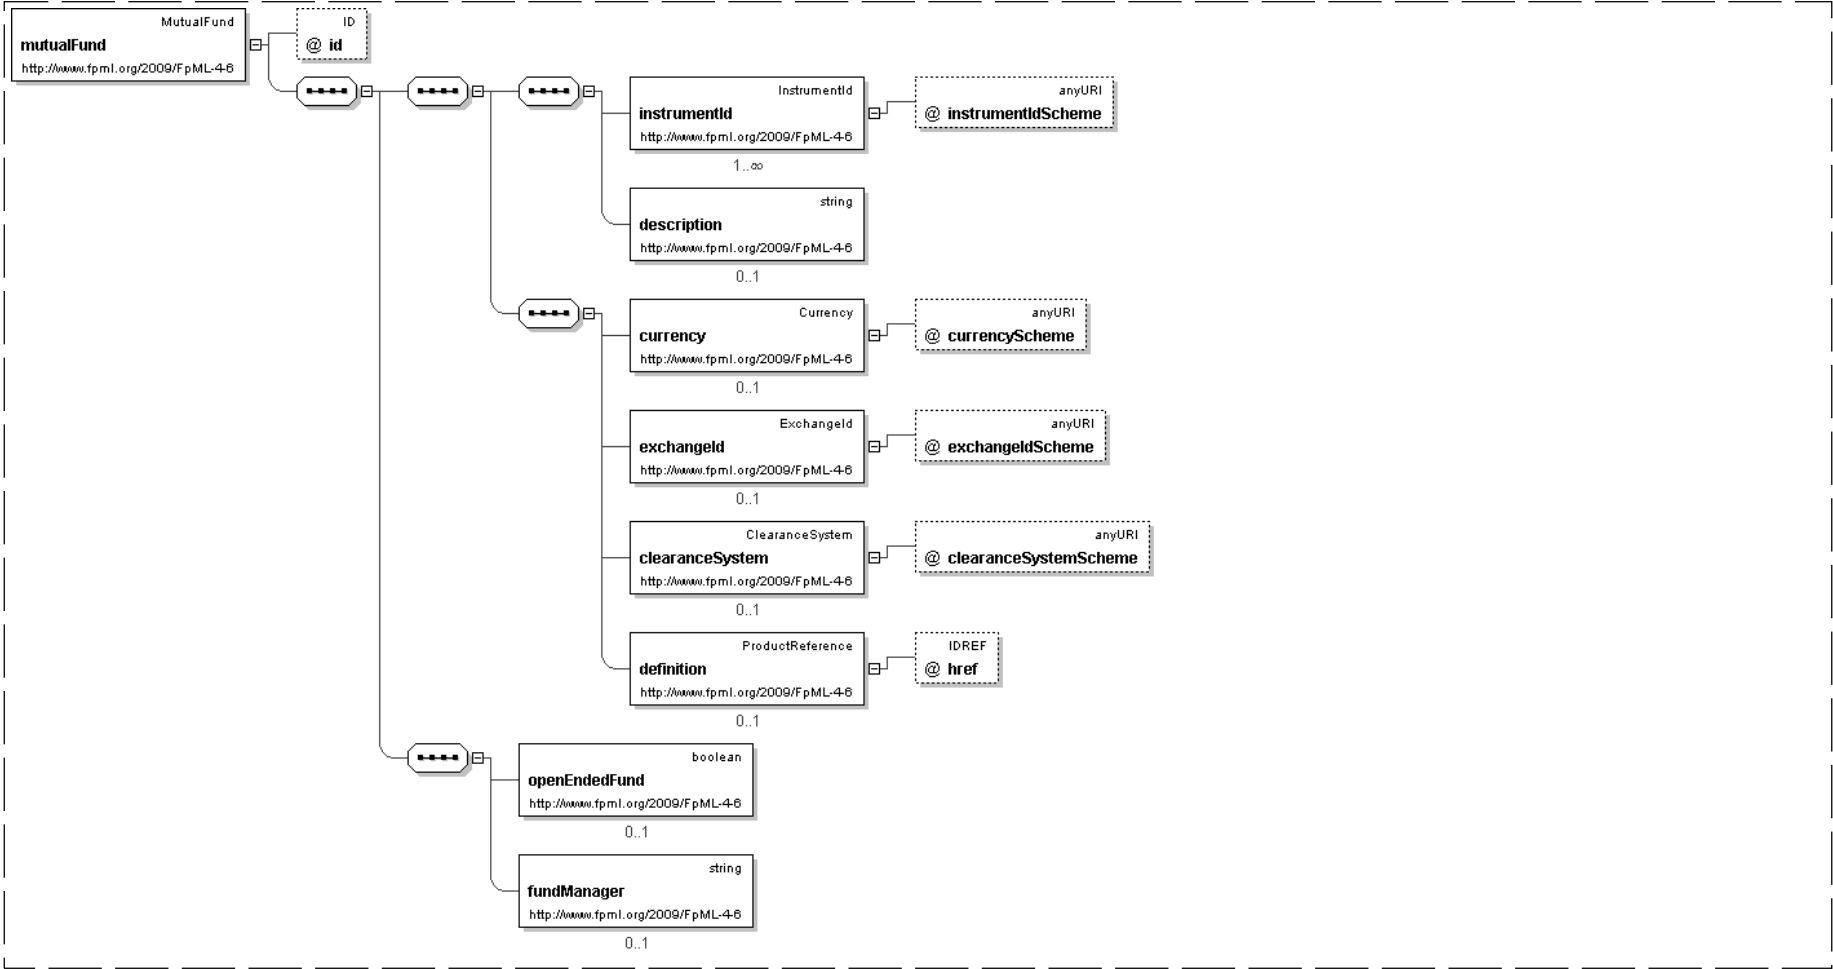 MutualFund
mutualFund
http://www.fpml.org/2009/FpML-4-6
ID
@ id
InstrumentId
instrumentId
http://www.fpml.org/2009/FpML-4-6
1..∞
anyURI
@ instrumentIdScheme
string
description
http://www.fpml.org/2009/FpML-4-6
0..1
Currency
currency
http://www.fpml.org/2009/FpML-4-6
0..1
anyURI
@ currencyScheme
ExchangeId
exchangeId
http://www.fpml.org/2009/FpML-4-6
0..1
anyURI
@ exchangeIdScheme
ClearanceSystem
clearanceSystem
http://www.fpml.org/2009/FpML-4-6
0..1
anyURI
@ clearanceSystemScheme
ProductReference
definition
http://www.fpml.org/2009/FpML-4-6
0..1
IDREF
@ href
boolean
openEndedFund
http://www.fpml.org/2009/FpML-4-6
0..1
string
fundManager
http://www.fpml.org/2009/FpML-4-6
0..1